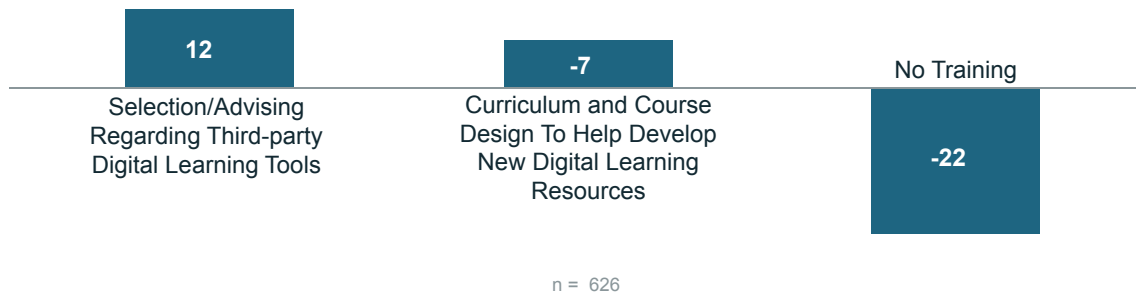 12
-7
No Training
Selection/Advising
Regarding Third-party
Digital Learning Tools
Curriculum and Course
Design To Help Develop
New Digital Learning
Resources
-22
n = 626